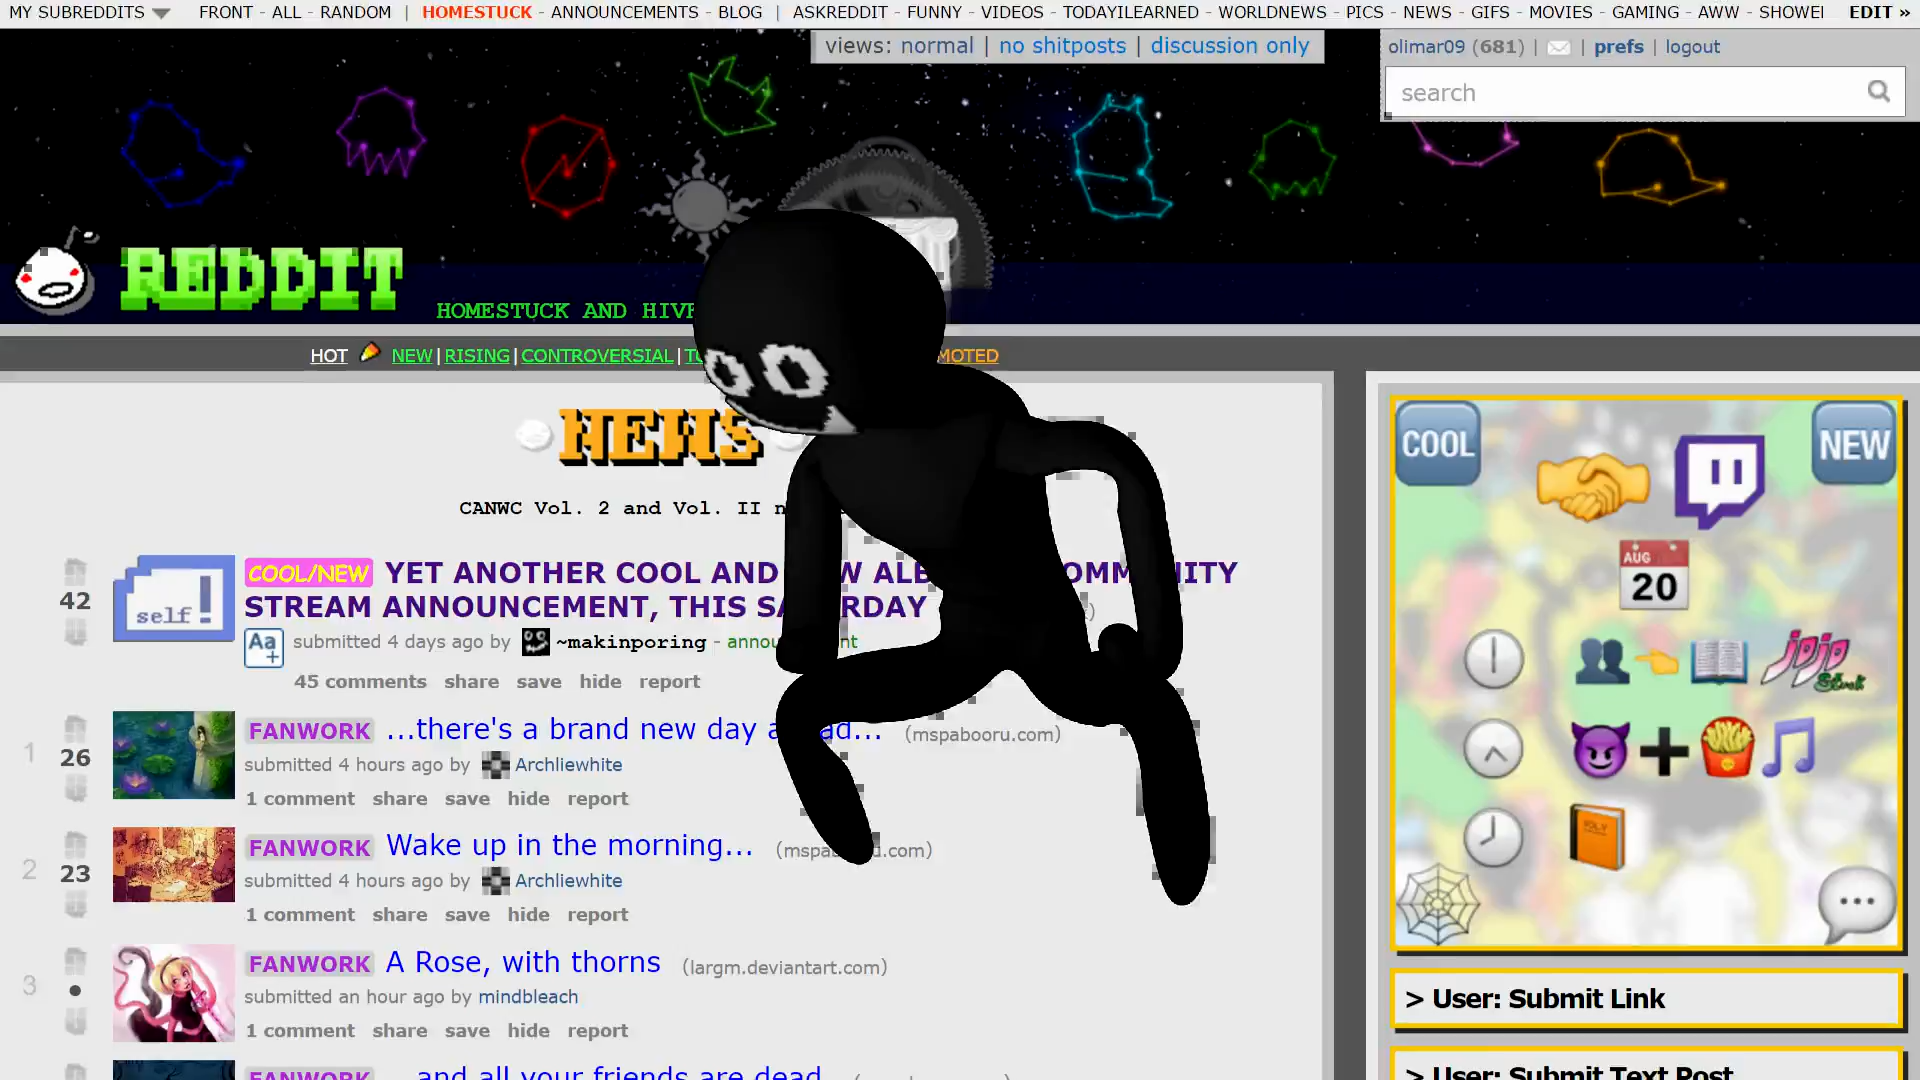 MY SUBREDDITS FRONT - ALL - RANDOM | HOMESTUCK - ANNOUNCEMENTS - BLOG | ASKREDDIT - FUNNY - VIDEOS - TODAYILEARNED - WORLDNEWS - PICS - NEWS - GIFS - MOVIES - GAMING - AWW - EDIT »
views: normal | no shitposts | discussion only
olimar09 (681) | prefs | logout
search
REDDIT
HOMESTUCK AND
HOT NEW | RISING | CONTROVERSIAL |
NEWS
COOL NEW
CANWC Vol. 2 and Vol. II
AUG
20
42
self!
COOL/NEW YET ANOTHER COOL AND
STREAM ANNOUNCEMENT, THIS
Aa+ submitted 4 days ago by ~makinporing -
45 comments share save hide report
jojo
1
26
FANWORK ...there's a brand new day (mspabooru.com)
submitted 4 hours ago by Archliewhite
1 comment share save hide report
2
23
FANWORK Wake up in the morning...
submitted 4 hours ago by Archliewhite
1 comment share save hide report
3
•
FANWORK A Rose, with thorns (largm.deviantart.com)
submitted an hour ago by mindbleach
1 comment share save hide report
> User: Submit Link
FANWORK ...and all your friends are dead...
> User: Submit Text Post